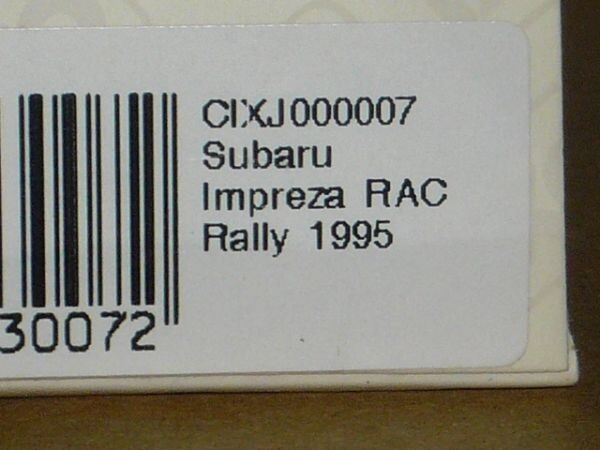 CIXJ000007
Subaru
Impreza RAC
Rally 1995
30072